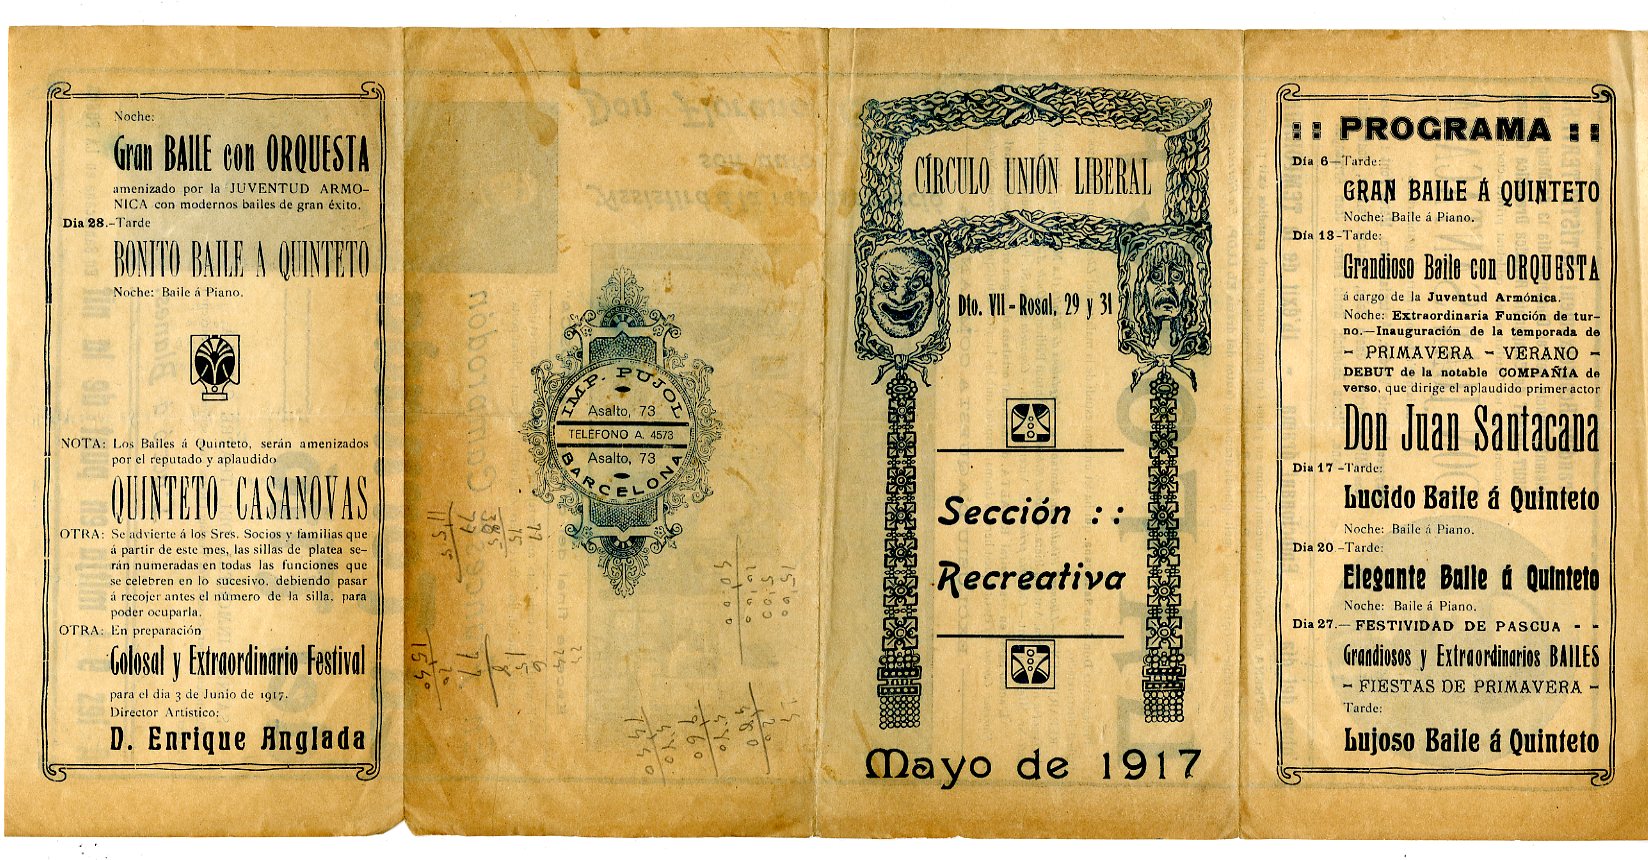 Noche:
Gran BAILE con ORQUESTA
amenizado por la JUVENTUD ARMO-
NICA con modernos bailes de gran éxito.
Dia 28.-Tarde
BONITO BAILE A QUINTETO
Noche: Baile á Piano.
NOTA: Los Bailes á Quinteto, serán amenizados
por el reputado y aplaudido
QUINTETO CASANOVAS
OTRA: Se advierte á los Sres. Socios y familias que
á partir de este mes, las sillas de platea se-
rán numeradas en todas las funciones que
se celebren en lo sucesivo, debiendo pasar
á recojer antes el número de la silla, para
poder ocuparla.
OTRA: En preparación
Colosal y Extraordinario Festival
para el dia 3 de Junio de 1917.
Director Artístico:
D. Enrique Anglada
IMP. PUJOL
Asalto, 73
TELÉFONO A. 4573
Asalto, 73
BARCELONA
CÍRCULO UNIÓN LIBERAL
Dto. VII - Rosal, 29 y 31
Sección : :
Recreativa
Mayo de 1917
: : PROGRAMA : :
Día 6—Tarde:
GRAN BAILE Á QUINTETO
Noche: Baile á Piano.
Día 13-Tarde:
Grandioso Baile con ORQUESTA
á cargo de la Juventud Armónica.
Noche: Extraordinaria Función de tur-
no.—Inauguración de la temporada de
- PRIMAVERA - VERANO -
DEBUT de la notable COMPAÑÍA de
verso, que dirige el aplaudido primer actor
Don Juan Santacana
Dia 17 -Tarde:
Lucido Baile á Quinteto
Noche: Baile á Piano.
Dia 20 -Tarde:
Elegante Baile á Quinteto
Noche: Baile á Piano.
Dia 27.— FESTIVIDAD DE PASCUA - -
Grandiosos y Extraordinarios BAILES
- FIESTAS DE PRIMAVERA -
Tarde:
Lujoso Baile á Quinteto